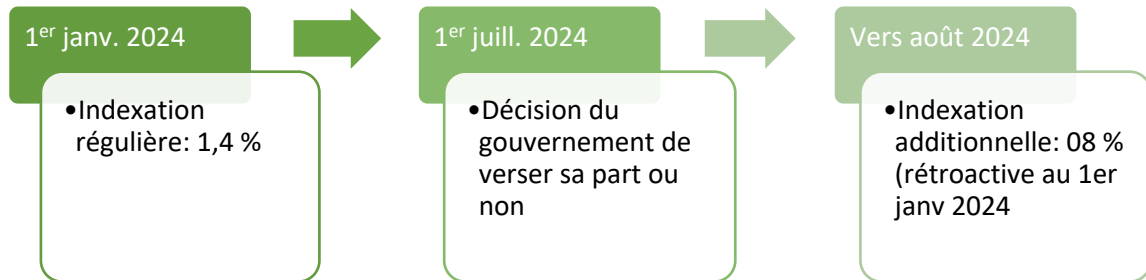 1er janv. 2024
•Indexation
régulière: 1,4 %
1er juill. 2024
•Décision du
gouvernement de
verser sa part ou
non
Vers août 2024
•Indexation
additionnelle: 08 %
(rétroactive au 1er
janv 2024